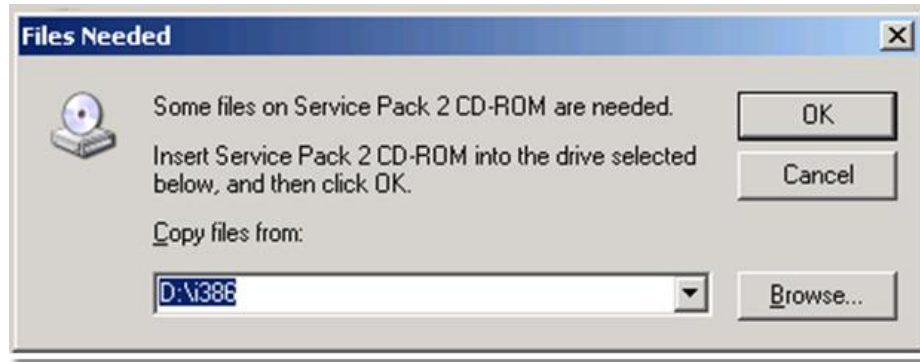 Files Needed
Some files on Service Pack 2 CD-ROM are needed.
Insert Service Pack 2 CD-ROM into the drive selected
below, and then click OK.
Copy files from:
D:\i386
OK
Cancel
Browse...